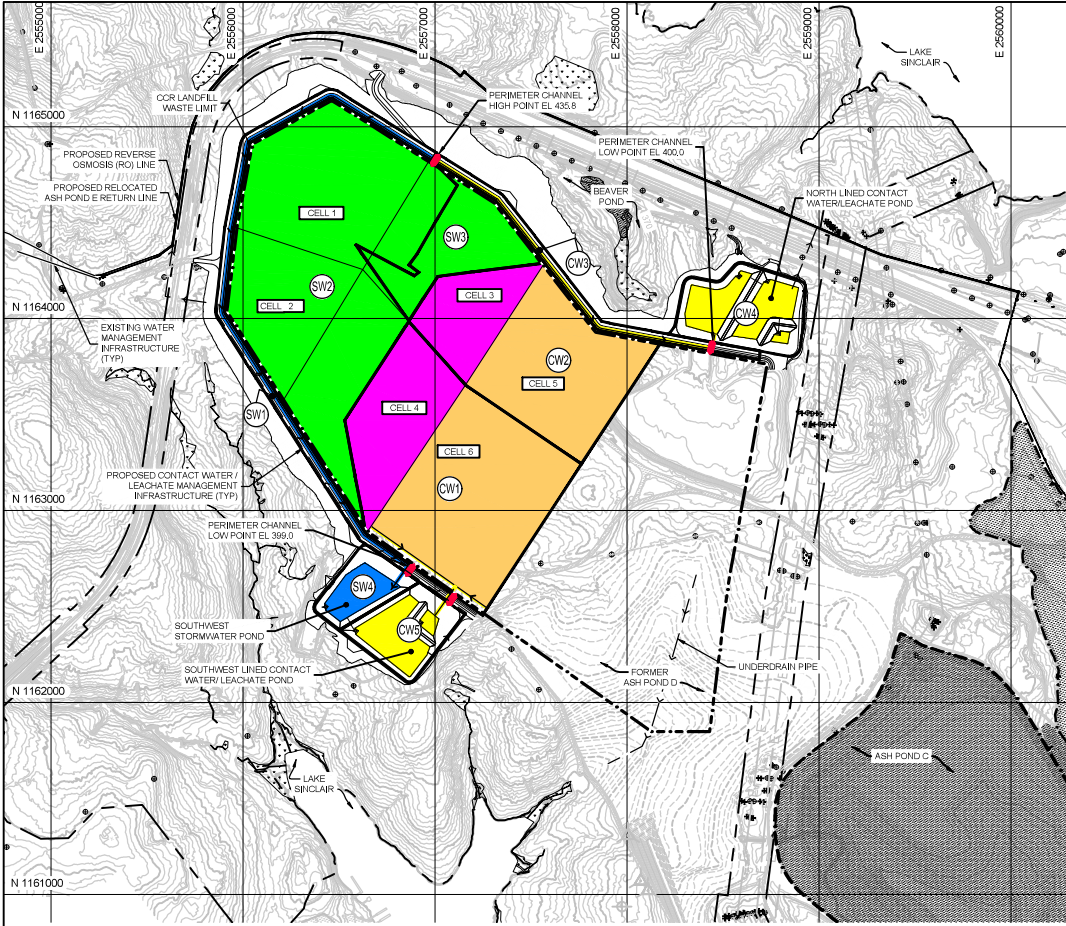 E 2555000
E 2556000
E 2557000
E 2558000
E 2559000
E 2560000
LAKE
SINCLAIR
CCR LANDFILL
WASTE LIMIT
PERIMETER CHANNEL
HIGH POINT EL 435.8
N 1165000
PERIMETER CHANNEL
LOW POINT EL 400.0
PROPOSED REVERSE
OSMOSIS (RO) LINE
PROPOSED RELOCATED
ASH POND E RETURN LINE
BEAVER
POND
NORTH LINED CONTACT
WATER/LEACHATE POND
CELL 1
SW3
CW3
SW2
CELL 3
CELL 2
N 1164000
CW4
EXISTING WATER
MANAGEMENT
INFRASTRUCTURE
(TYP)
CW2
CELL 5
CELL 4
SW1
CELL 6
PROPOSED CONTACT WATER /
LEACHATE MANAGEMENT
INFRASTRUCTURE (TYP)
CW1
N 1163000
PERIMETER CHANNEL
LOW POINT EL 399.0
SW4
SOUTHWEST
STORMWATER POND
CW5
SOUTHWEST LINED CONTACT
WATER/ LEACHATE POND
FORMER
ASH POND D
UNDERDRAIN PIPE
N 1162000
ASH POND C
LAKE
SINCLAIR
N 1161000